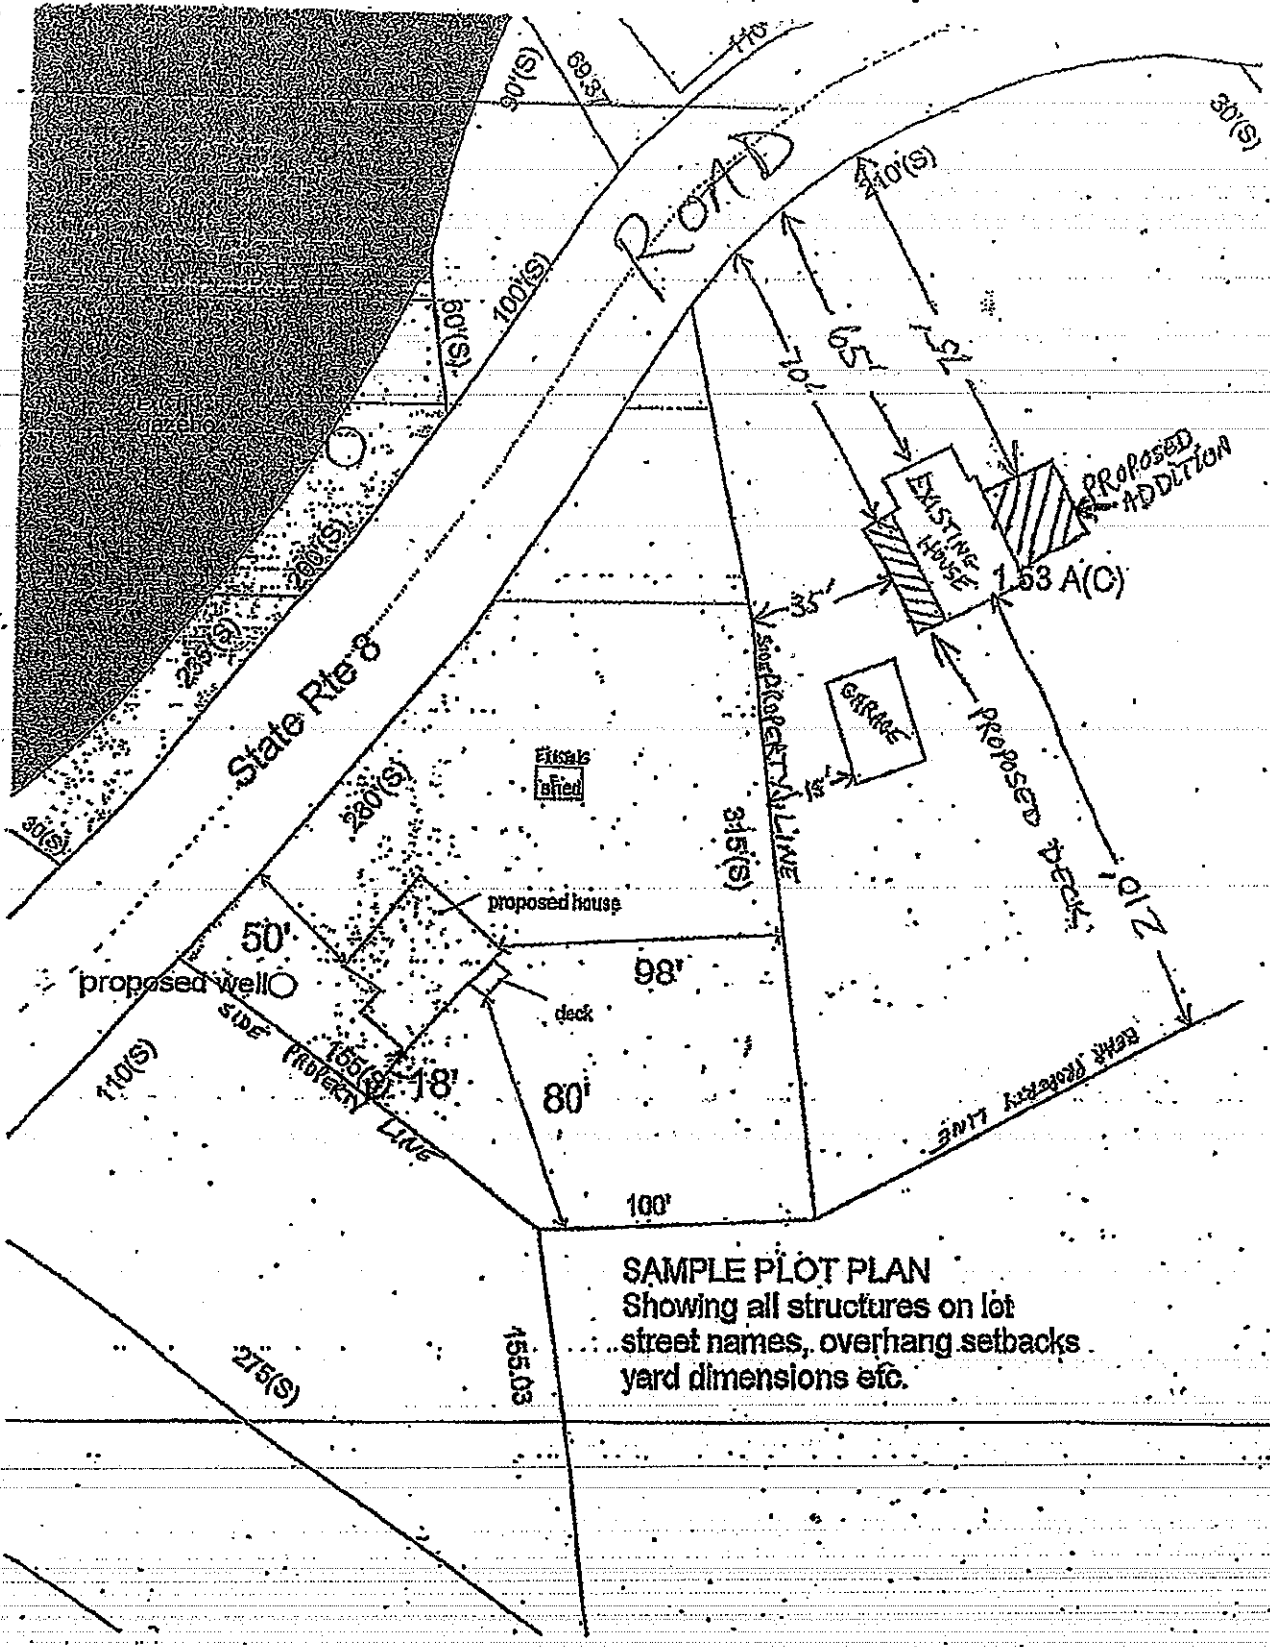 110'
69.37
90'(S)
30'(S)
ROAD
210'(S)
100'(S)
60'(S)
65'
75'
70'
gazebo
PROPOSED
ADDITION
EXISTING
HOUSE
200'(S)
1.53 A(C)
35'
235'(S)
State Rte 8
SIDE PROPERTY LINE
GARAGE
shed
280'(S)
PROPOSED DECK
315'(S)
30'(S)
210'
proposed house
50'
98'
proposed well
deck
SIDE
PROPERTY
LINE
155'(S)
18'
110'(S)
80'
REAR PROPERTY LINE
100'
SAMPLE PLOT PLAN
Showing all structures on lot
street names, overhang setbacks
yard dimensions etc.
155.03
275(S)